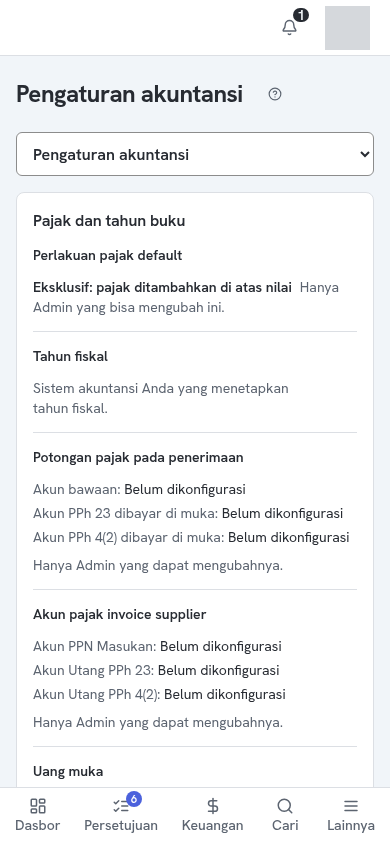 1
Pengaturan akuntansi
Pengaturan akuntansi
Pajak dan tahun buku
Perlakuan pajak default
Eksklusif: pajak ditambahkan di atas nilai Hanya
Admin yang bisa mengubah ini.
Tahun fiskal
Sistem akuntansi Anda yang menetapkan
tahun fiskal.
Potongan pajak pada penerimaan
Akun bawaan: Belum dikonfigurasi
Akun PPh 23 dibayar di muka: Belum dikonfigurasi
Akun PPh 4(2) dibayar di muka: Belum dikonfigurasi
Hanya Admin yang dapat mengubahnya.
Akun pajak invoice supplier
Akun PPN Masukan: Belum dikonfigurasi
Akun Utang PPh 23: Belum dikonfigurasi
Akun Utang PPh 4(2): Belum dikonfigurasi
Hanya Admin yang dapat mengubahnya.
Uang muka
6
Dasbor Persetujuan Keuangan Cari Lainnya